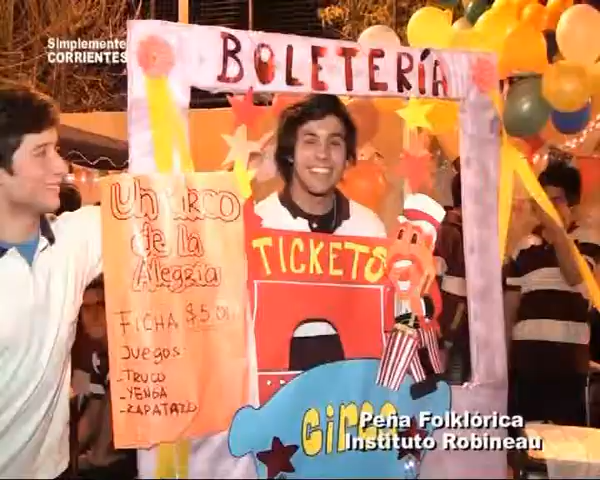 Simplemente
CORRIENTES
BOLETERÍA
Un CIRCO
de la
Alegria
FICHA $5.00
Juegos:
-TRUCO
-YENGA
-ZAPATAZO
TICKETS
CIRCO
Peña Folklórica
Instituto Robineau